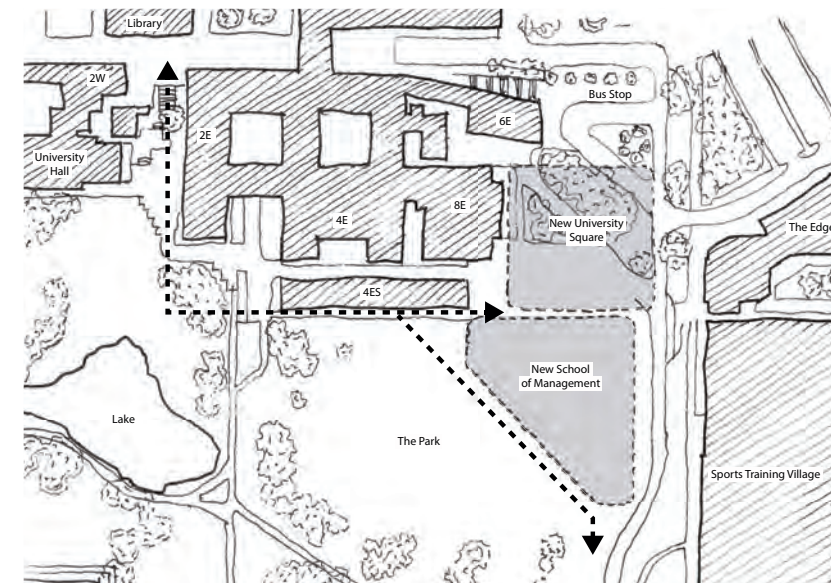 Library
2W
Bus Stop
6E
2E
University
Hall
8E
4E
New University
Square
The Edge
4ES
New School
of Management
Lake
The Park
Sports Training Village